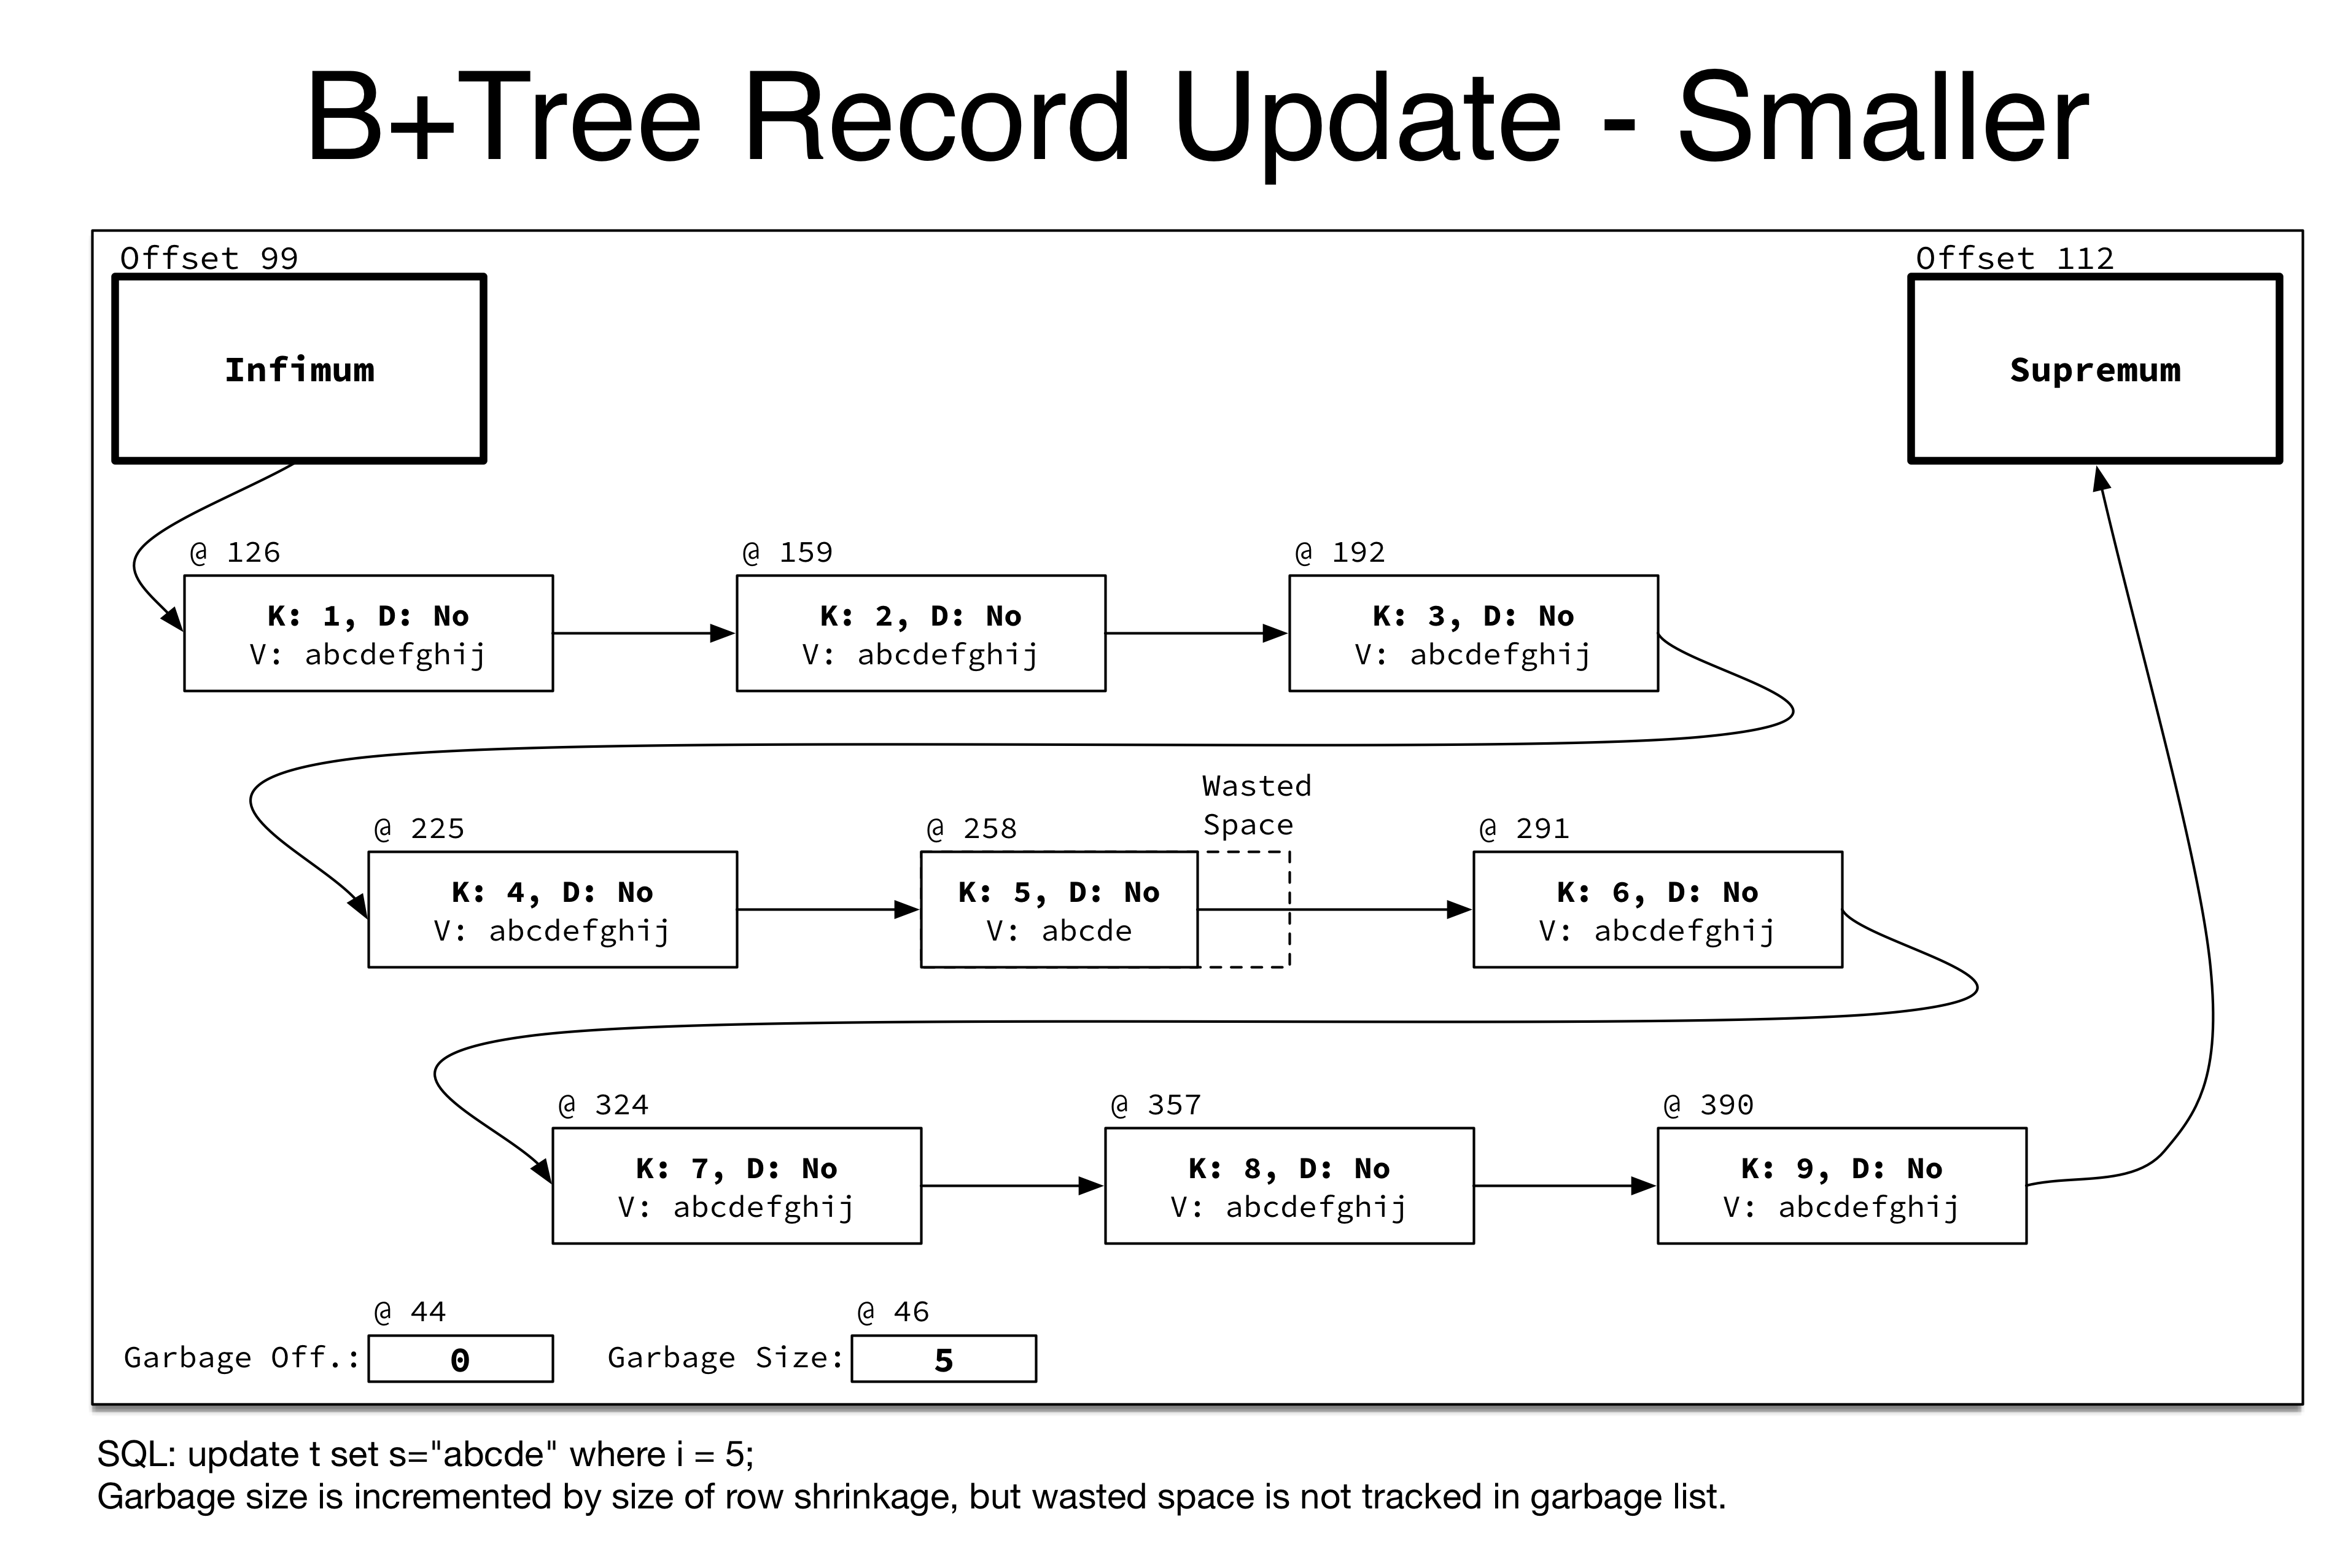 B+Tree Record Update - Smaller
Offset 99
Offset 112
Infimum
Supremum
@ 126
@ 159
@ 192
K: 1, D: No
V: abcdefghij
K: 2, D: No
V: abcdefghij
K: 3, D: No
V: abcdefghij
Wasted
Space
@ 225
@ 258
@ 291
K: 4, D: No
V: abcdefghij
K: 5, D: No
V: abcde
K: 6, D: No
V: abcdefghij
@ 324
@ 357
@ 390
K: 7, D: No
V: abcdefghij
K: 8, D: No
V: abcdefghij
K: 9, D: No
V: abcdefghij
@ 44
@ 46
Garbage Off.: 0
Garbage Size: 5
SQL: update t set s="abcde" where i = 5;
Garbage size is incremented by size of row shrinkage, but wasted space is not tracked in garbage list.